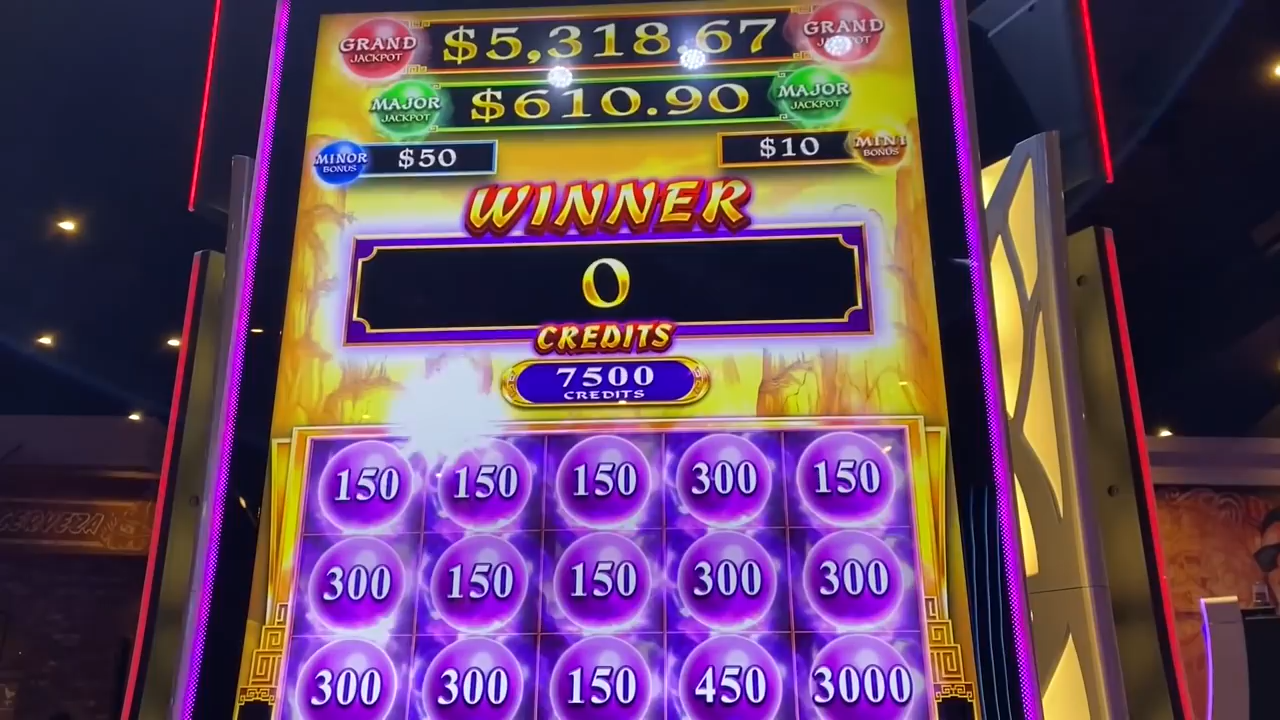 GRAND JACKPOT $5,318.67 GRAND JACKPOT
MAJOR JACKPOT $610.90 MAJOR JACKPOT
MINOR BONUS $50 $10 MINI BONUS
WINNER
0
CREDITS
7500
CREDITS
150 150 150 300 150
300 150 150 300 300
300 300 150 450 3000
CERVEZA